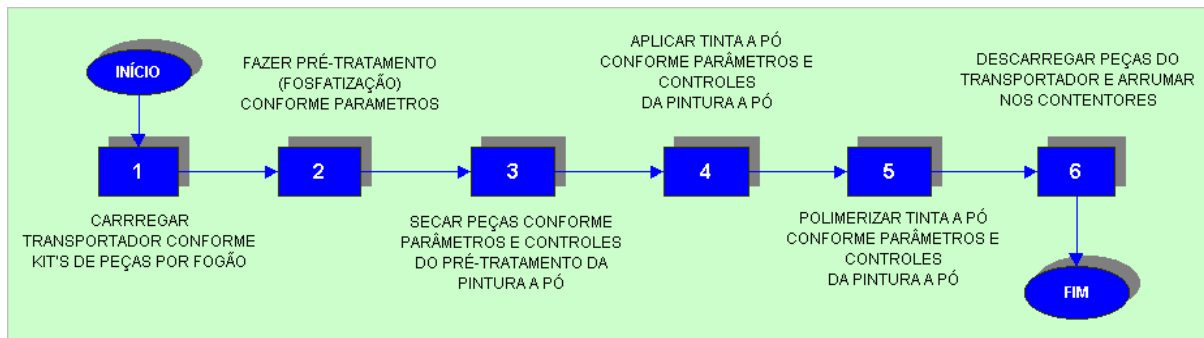 INÍCIO
1
CARRREGAR
TRANSPORTADOR CONFORME
KIT'S DE PEÇAS POR FOGÃO
FAZER PRÉ-TRATAMENTO
(FOSFATIZAÇÃO)
CONFORME PARAMETROS
2
3
SECAR PEÇAS CONFORME
PARÂMETROS E CONTROLES
DO PRÉ-TRATAMENTO DA
PINTURA A PÓ
APLICAR TINTA A PÓ
CONFORME PARÂMETROS E
CONTROLES
DA PINTURA A PÓ
4
5
POLIMERIZAR TINTA A PÓ
CONFORME PARÂMETROS E
CONTROLES
DA PINTURA A PÓ
DESCARREGAR PEÇAS DO
TRANSPORTADOR E ARRUMAR
NOS CONTENTORES
6
FIM